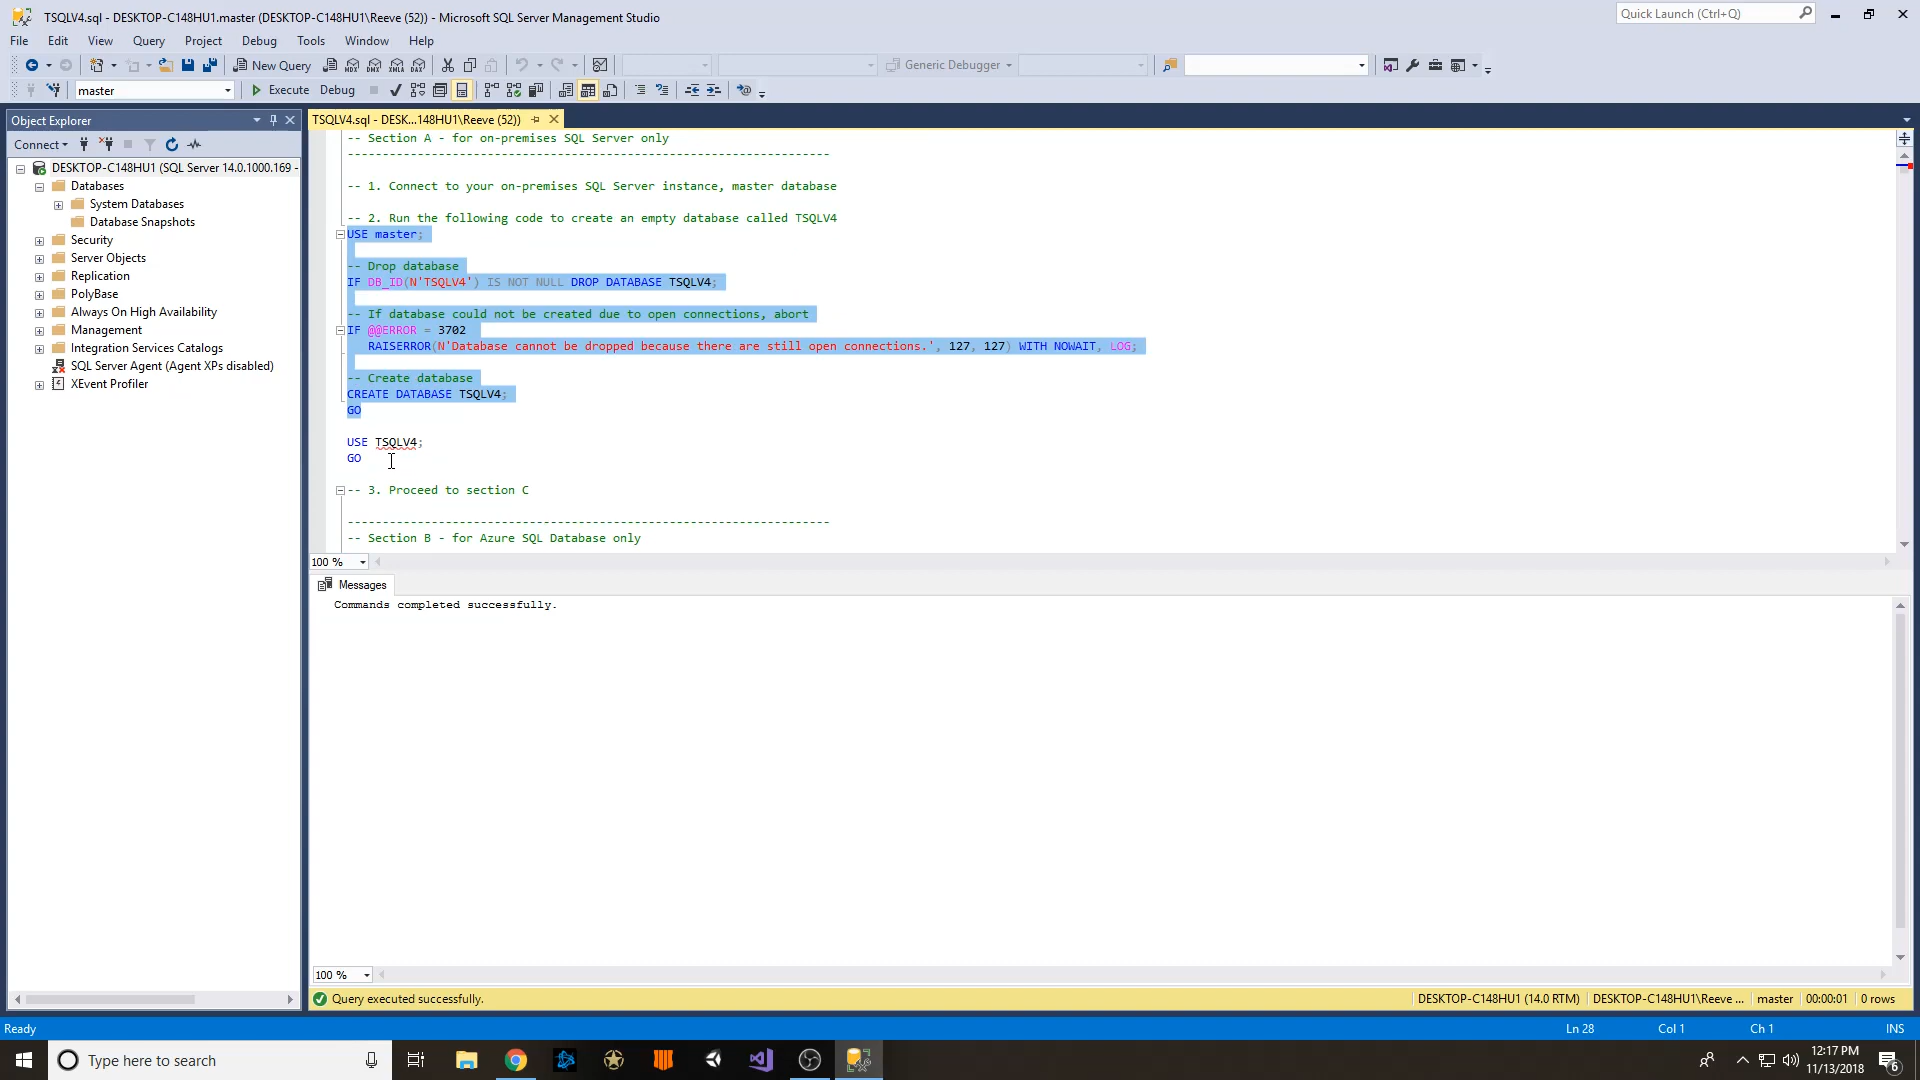 TSQLV4.sql - DESKTOP-C148HU1.master (DESKTOP-C148HU1\Reeve (52)) - Microsoft SQL Server Management Studio
Quick Launch (Ctrl+Q)
File Edit View Query Project Debug Tools Window Help
New Query Generic Debugger
master Execute Debug
Object Explorer
Connect
DESKTOP-C148HU1 (SQL Server 14.0.1000.169 -
Databases
System Databases
Database Snapshots
Security
Server Objects
Replication
PolyBase
Always On High Availability
Management
Integration Services Catalogs
SQL Server Agent (Agent XPs disabled)
XEvent Profiler
TSQLV4.sql - DESK...148HU1\Reeve (52))
-- Section A - for on-premises SQL Server only
---------------------------------------------------------------------
-- 1. Connect to your on-premises SQL Server instance, master database
-- 2. Run the following code to create an empty database called TSQLV4
USE master;
-- Drop database
IF DB_ID(N'TSQLV4') IS NOT NULL DROP DATABASE TSQLV4;
-- If database could not be created due to open connections, abort
IF @@ERROR = 3702
RAISERROR(N'Database cannot be dropped because there are still open connections.', 127, 127) WITH NOWAIT, LOG;
-- Create database
CREATE DATABASE TSQLV4;
GO
USE TSQLV4;
GO
-- 3. Proceed to section C
---------------------------------------------------------------------
-- Section B - for Azure SQL Database only
100 %
Messages
Commands completed successfully.
100 %
Query executed successfully. DESKTOP-C148HU1 (14.0 RTM) DESKTOP-C148HU1\Reeve ... master 00:00:01 0 rows
Ready Ln 28 Col 1 Ch 1 INS
Type here to search
12:17 PM
11/13/2018
6